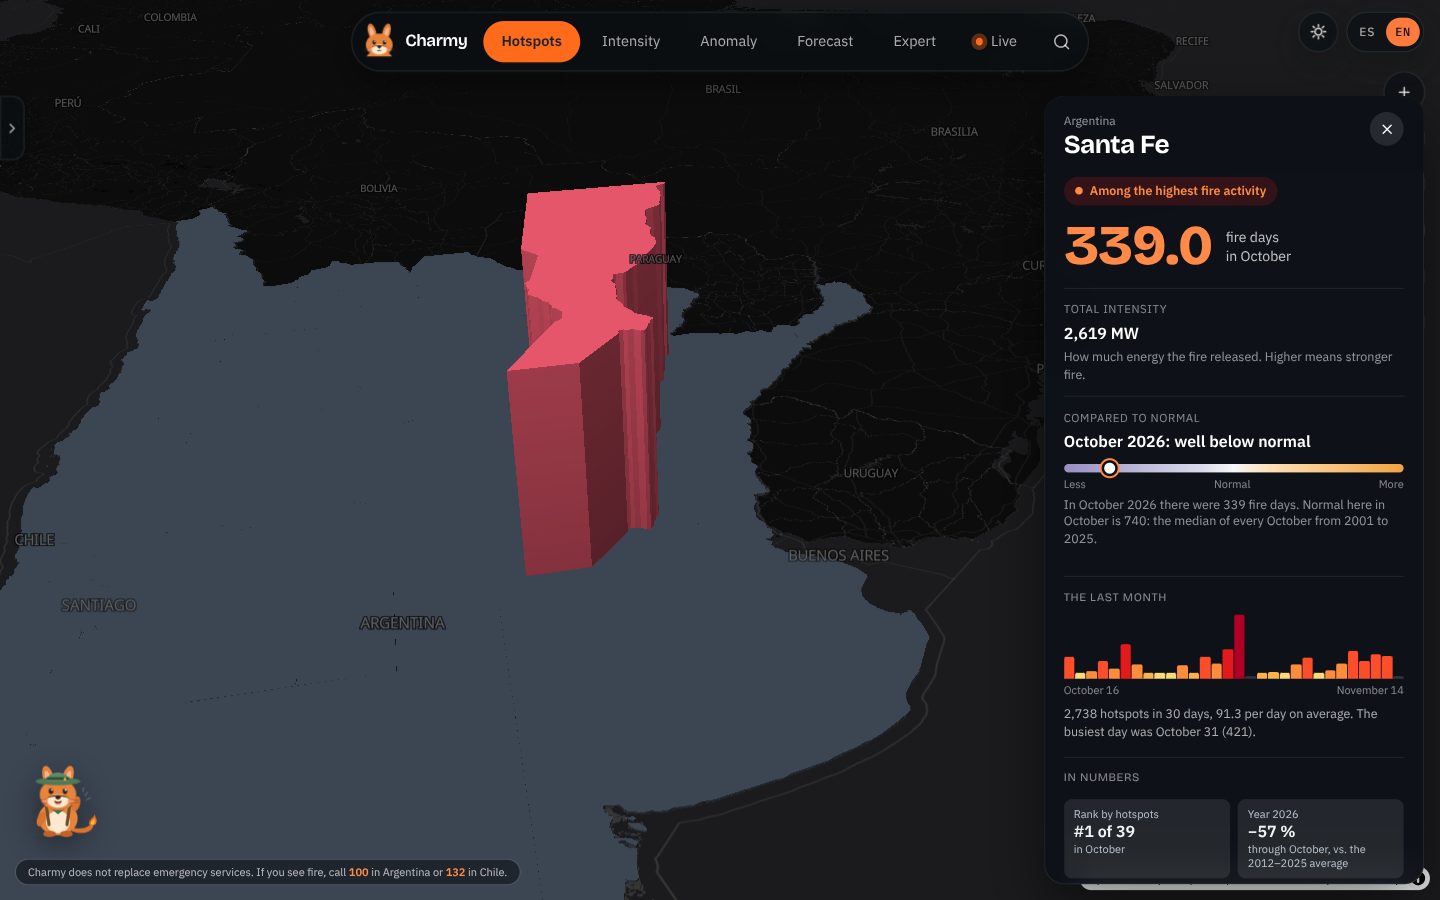 Charmy
Hotspots
Intensity
Anomaly
Forecast
Expert
Live
ES
EN
CALI
COLOMBIA
EZA
RECIFE
PERÚ
BRASIL
SALVADOR
BRASILIA
BOLIVIA
PARAGUAY
CUR
P
URUGUAY
CHILE
BUENOS AIRES
SANTIAGO
ARGENTINA
Argentina
Santa Fe
Among the highest fire activity
339.0
fire days
in October
TOTAL INTENSITY
2,619 MW
How much energy the fire released. Higher means stronger
fire.
COMPARED TO NORMAL
October 2026: well below normal
Less
Normal
More
In October 2026 there were 339 fire days. Normal here in
October is 740: the median of every October from 2001 to
2025.
THE LAST MONTH
October 16
November 14
2,738 hotspots in 30 days, 91.3 per day on average. The
busiest day was October 31 (421).
IN NUMBERS
Rank by hotspots
#1 of 39
in October
Year 2026
−57 %
through October, vs. the
2012–2025 average
Charmy does not replace emergency services. If you see fire, call 100 in Argentina or 132 in Chile.